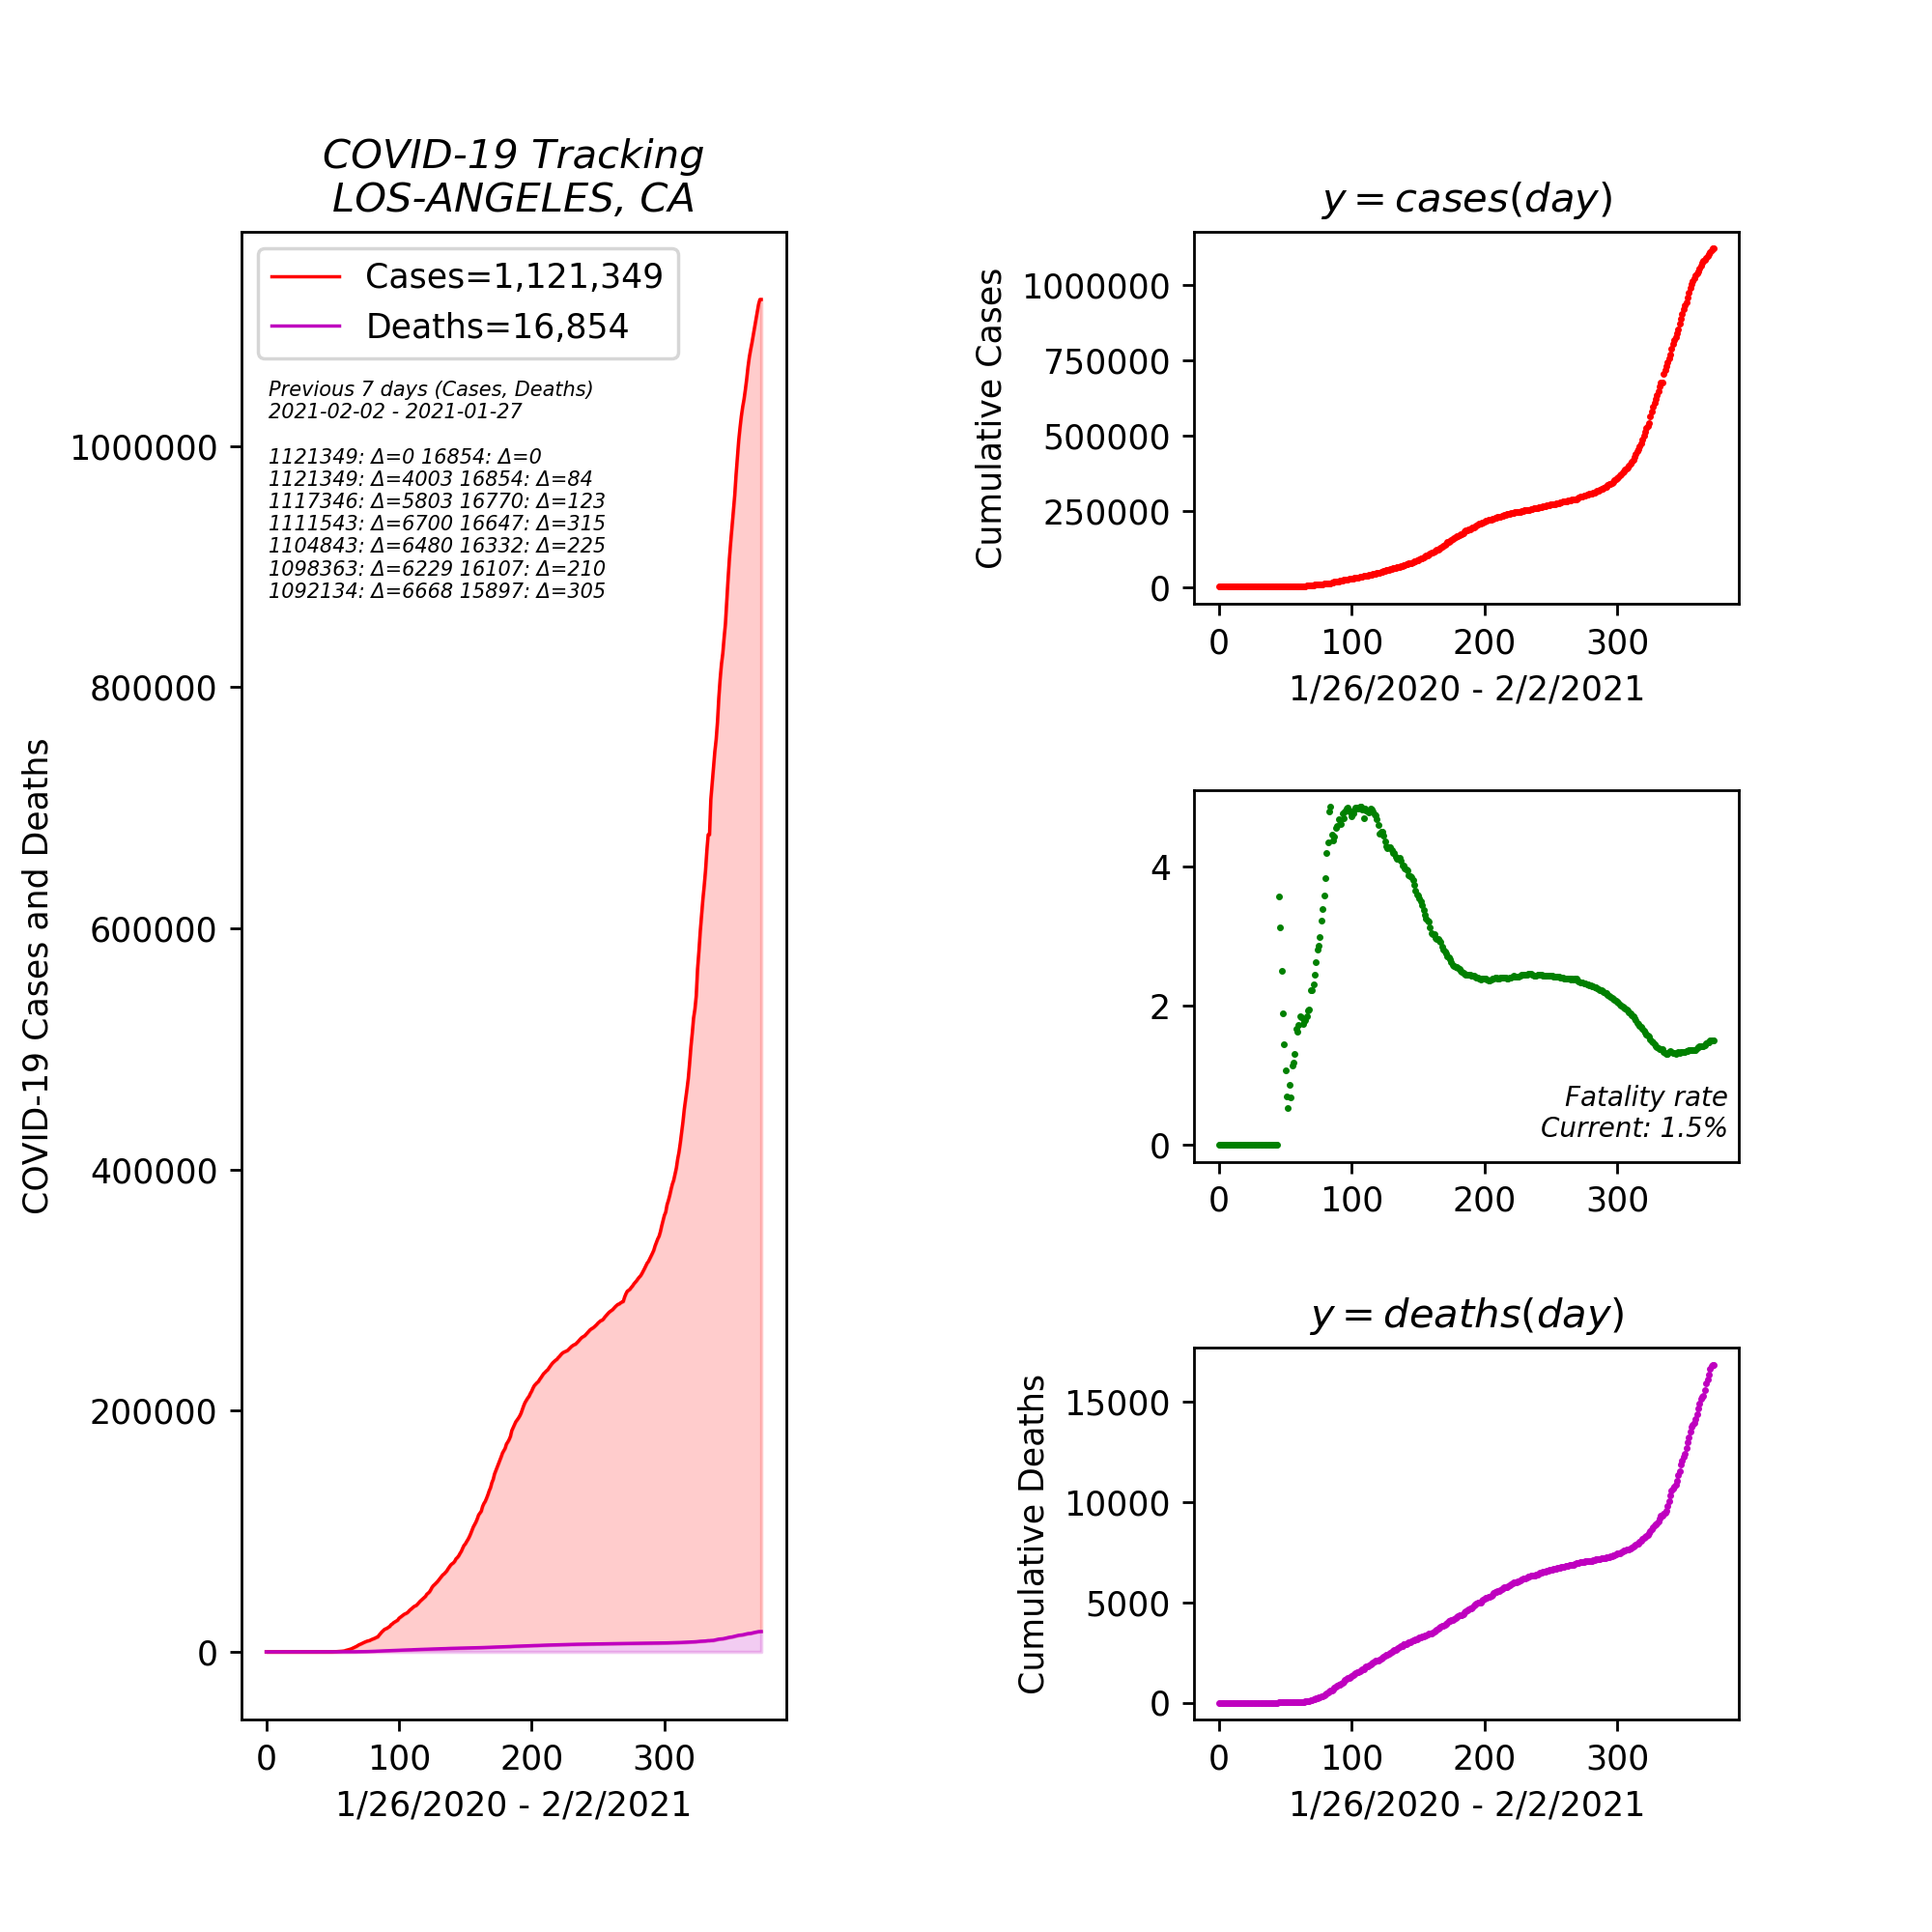 COVID-19 Tracking
LOS-ANGELES, CA
Cases=1,121,349
Deaths=16,854
Previous 7 days (Cases, Deaths)
2021-02-02 - 2021-01-27
1121349: Δ=0 16854: Δ=0
1121349: Δ=4003 16854: Δ=84
1117346: Δ=5803 16770: Δ=123
1111543: Δ=6700 16647: Δ=315
1104843: Δ=6480 16332: Δ=225
1098363: Δ=6229 16107: Δ=210
1092134: Δ=6668 15897: Δ=305
COVID-19 Cases and Deaths
1000000
800000
600000
400000
200000
0
0 100 200 300
1/26/2020 - 2/2/2021
y = cases(day)
Cumulative Cases
1000000
750000
500000
250000
0
0 100 200 300
1/26/2020 - 2/2/2021
4
2
0
Fatality rate
Current: 1.5%
0 100 200 300
y = deaths(day)
Cumulative Deaths
15000
10000
5000
0
0 100 200 300
1/26/2020 - 2/2/2021